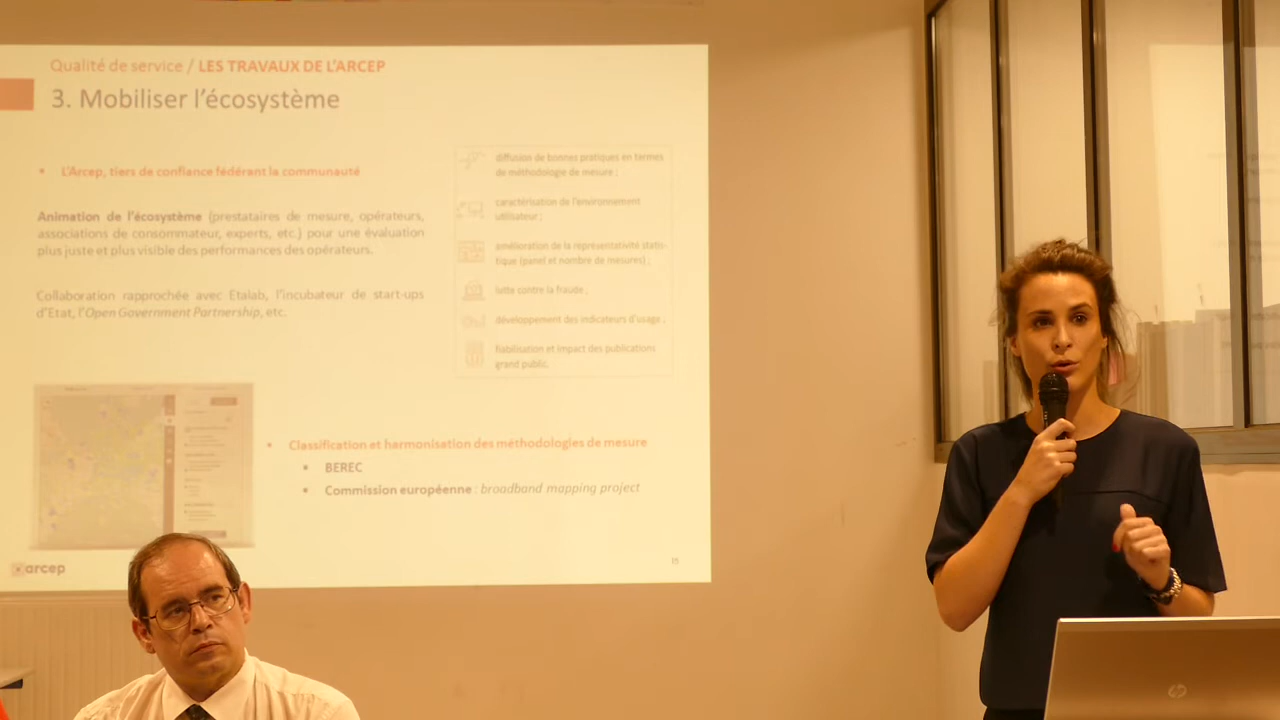 Qualité de service / LES TRAVAUX DE L'ARCEP
3. Mobiliser l'écosystème
• L'Arcep, tiers de confiance fédérant la communauté
Animation de l'écosystème (prestataires de mesure, opérateurs,
associations de consommateur, experts, etc.) pour une évaluation
plus juste et plus visible des performances des opérateurs.
Collaboration rapprochée avec Etalab, l'incubateur de start-ups
d'Etat, l'Open Government Partnership, etc.
diffusion de bonnes pratiques en termes
de méthodologie de mesure ;
caractérisation de l'environnement
utilisateur ;
amélioration de la représentativité statis-
tique (panel et nombre de mesures) ;
lutte contre la fraude ;
développement des indicateurs d'usage ;
fiabilisation et impact des publications
grand public.
• Classification et harmonisation des méthodologies de mesure
▪ BEREC
▪ Commission européenne : broadband mapping project
arcep
15
hp